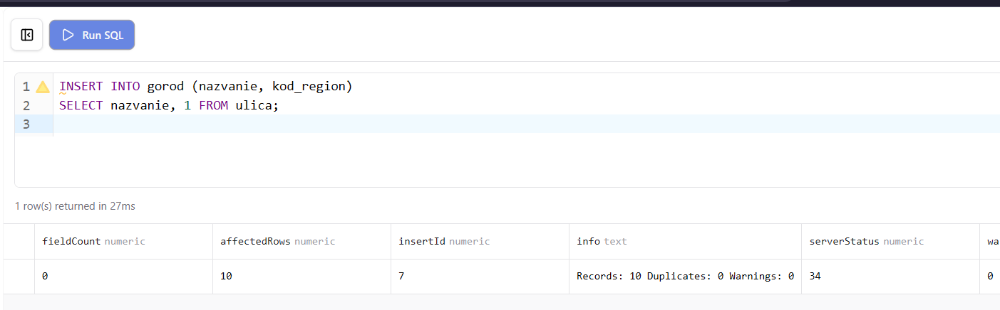 Run SQL
1 INSERT INTO gorod (nazvanie, kod_region)
2 SELECT nazvanie, 1 FROM ulica;
3
1 row(s) returned in 27ms
fieldCount numeric affectedRows numeric insertId numeric info text serverStatus numeric wa
0 10 7 Records: 10 Duplicates: 0 Warnings: 0 34 0